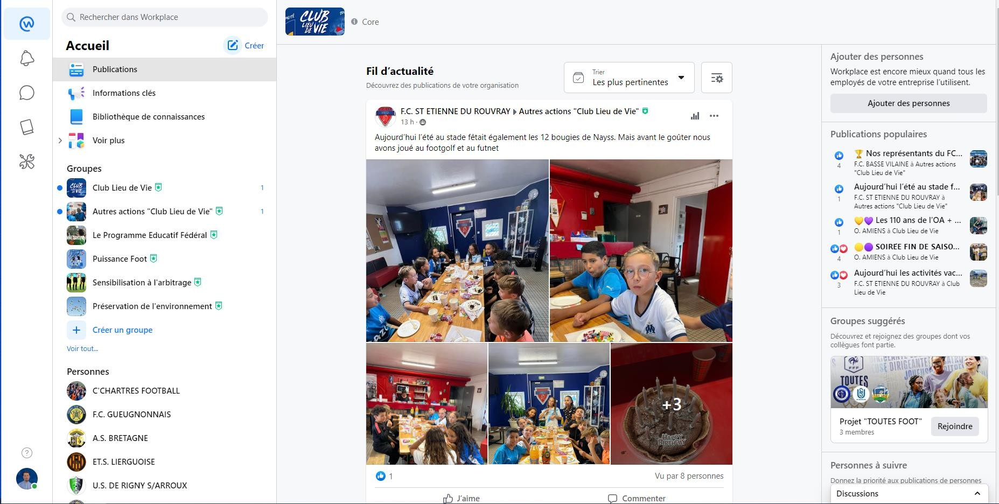 Rechercher dans Workplace
Accueil
Créer
Publications
Informations clés
Bibliothèque de connaissances
Voir plus
Groupes
Club Lieu de Vie
1
Autres actions "Club Lieu de Vie"
1
Le Programme Educatif Fédéral
Puissance Foot
Sensibilisation à l'arbitrage
Préservation de l'environnement
Créer un groupe
Voir tout...
Personnes
C'CHARTRES FOOTBALL
F.C. GUEUGNONNAIS
A.S. BRETAGNE
ET.S. LIERGUOISE
U.S. DE RIGNY S/ARROUX
CLUB
LIEU
DE VIE
Core
Fil d’actualité
Découvrez des publications de votre organisation
Trier
Les plus pertinentes
F.C. ST ETIENNE DU ROUVRAY Autres actions "Club Lieu de Vie"
13 h ·
Aujourd’hui l’été au stade fêtait également les 12 bougies de Nayss. Mais avant le goûter nous
avons joué au footgolf et au futnet
+3
HAPPY
BIRTHDAY
1
Vu par 8 personnes
J’aime
Commenter
Ajouter des personnes
Workplace est encore mieux quand tous les
employés de votre entreprise l’utilisent.
Ajouter des personnes
Publications populaires
🏆 Nos représentants du FC...
4
F.C. BASSE VILAINE à Autres actions
"Club Lieu de Vie"
Aujourd’hui l’été au stade f...
1
F.C. ST ETIENNE DU ROUVRAY à
Autres actions "Club Lieu de Vie"
💛💜 Les 110 ans de l’OA + ...
1
O. AMIENS à Club Lieu de Vie
🟡🟣 SOIREE FIN DE SAISO...
4
O. AMIENS à Club Lieu de Vie
Aujourd’hui les activités vac...
3
F.C. ST ETIENNE DU ROUVRAY à Club
Lieu de Vie
Groupes suggérés
Découvrez et rejoignez des groupes dont vos
collègues font partie.
FFF
TOUTES
Projet "TOUTES FOOT"
3 membres
Rejoindre
Personnes à suivre
Donnez la priorité aux publications de personnes
Discussions